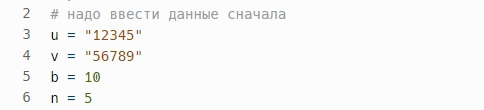 2 # надо ввести данные сначала
3 u = "12345"
4 v = "56789"
5 b = 10
6 n = 5